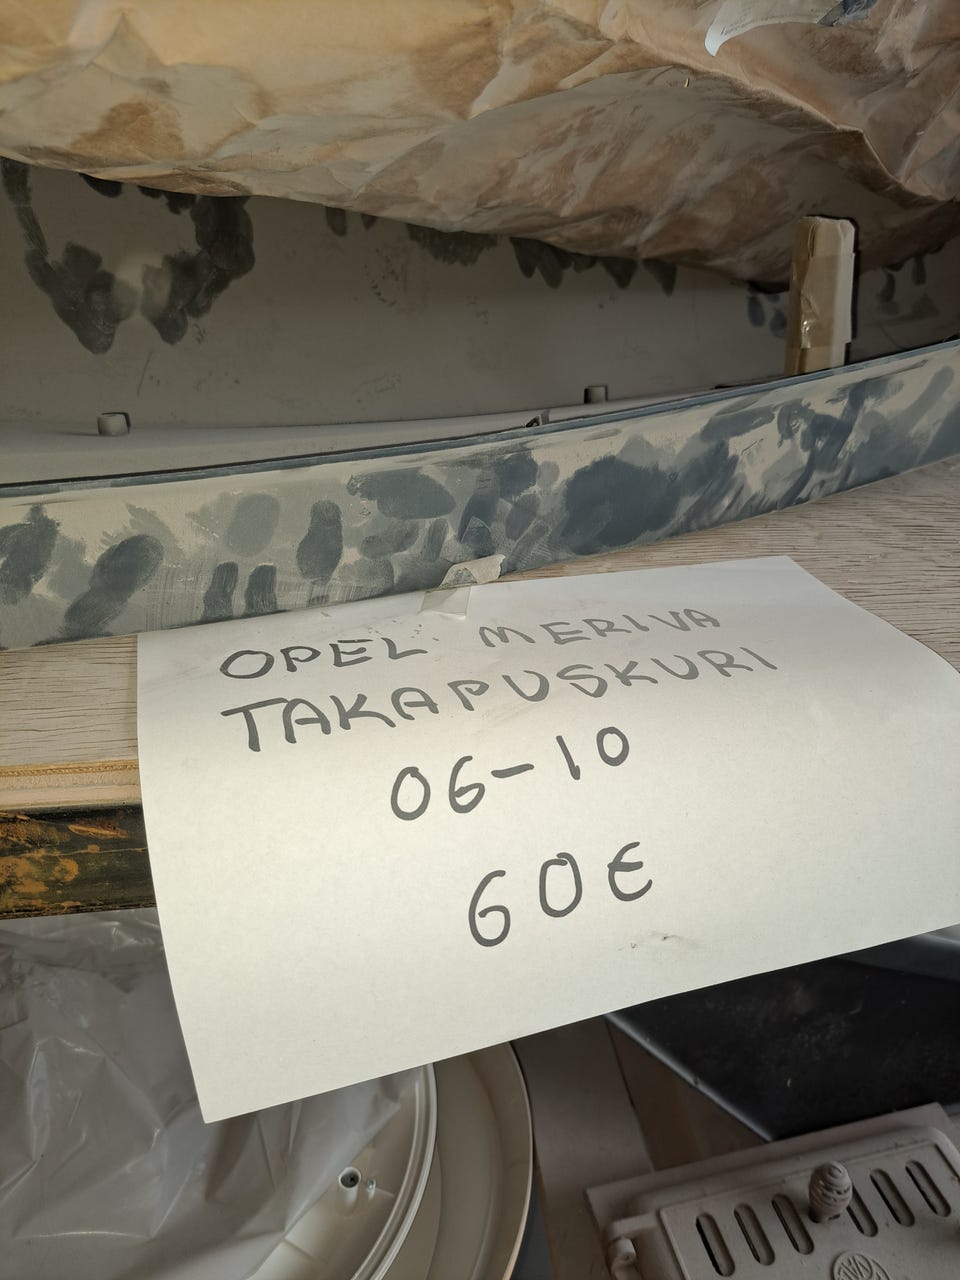 OPEL MERIVA
TAKAPUSKURI
06-10
60€